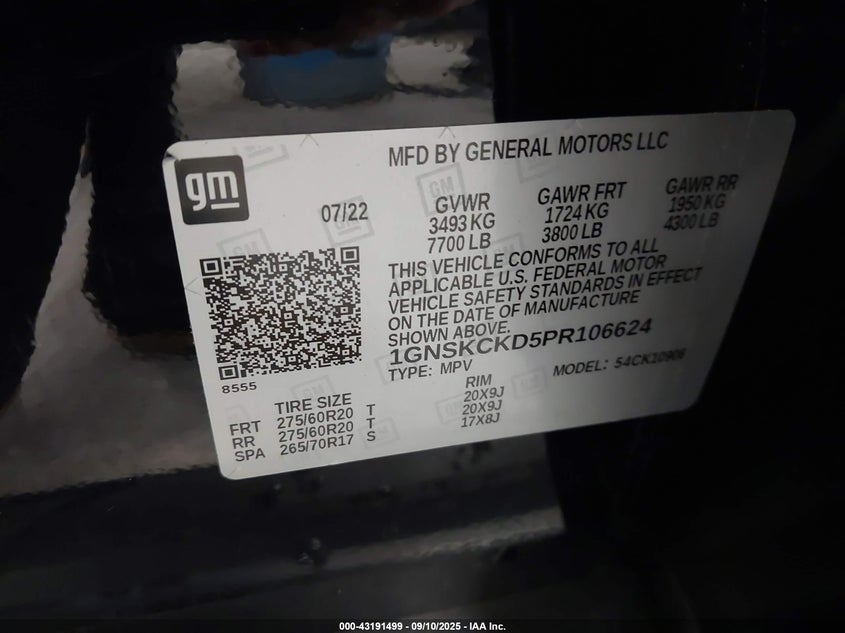 gm
MFD BY GENERAL MOTORS LLC
07/22
GVWR
3493 KG
7700 LB
GAWR FRT
1724 KG
3800 LB
GAWR RR
1950 KG
4300 LB
THIS VEHICLE CONFORMS TO ALL
APPLICABLE U.S. FEDERAL MOTOR
VEHICLE SAFETY STANDARDS IN EFFECT
ON THE DATE OF MANUFACTURE
SHOWN ABOVE.
1GNSKCKD5PR106624
TYPE: MPV
MODEL: 54CK10906
8555
TIRE SIZE
RIM
FRT 275/60R20 T 20X9J
RR 275/60R20 T 20X9J
SPA 265/70R17 S 17X8J
000-43191499 - 09/10/2025 - IAA Inc.